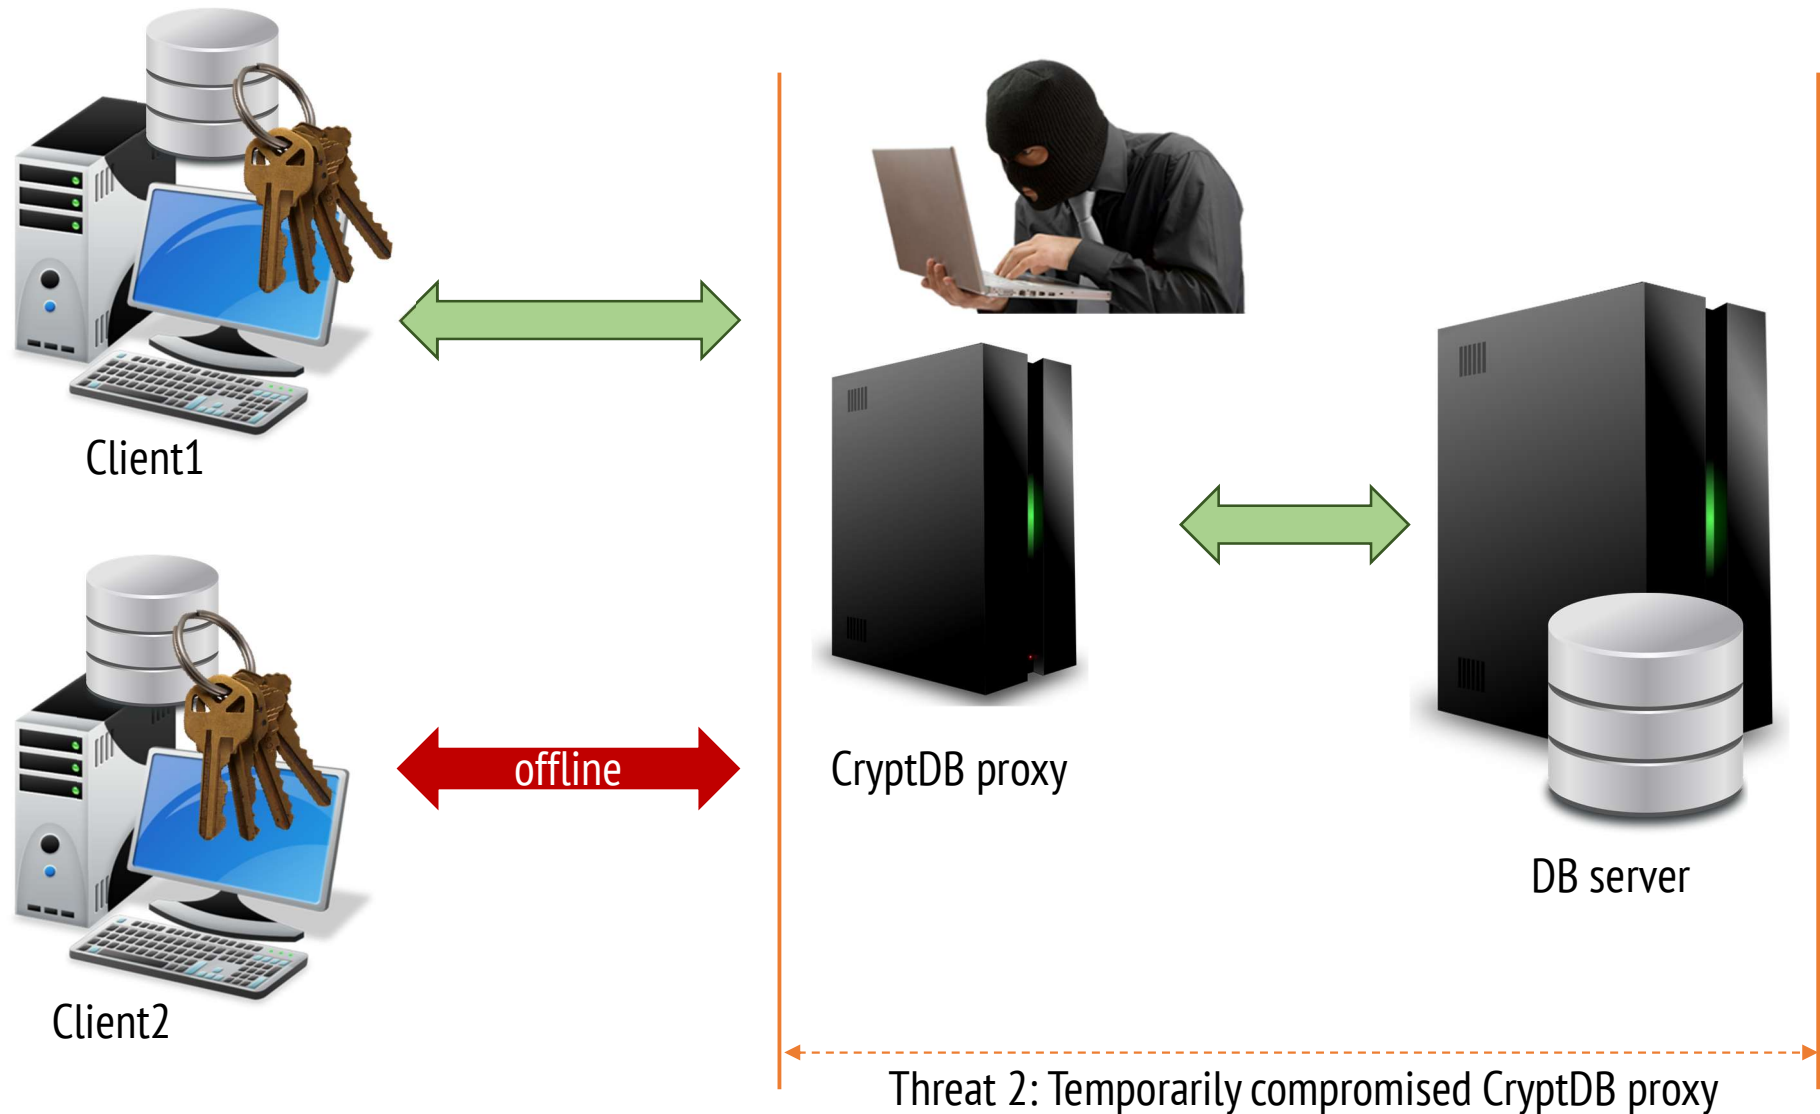 Client1
offline
CryptDB proxy
DB server
Client2
Threat 2: Temporarily compromised CryptDB proxy